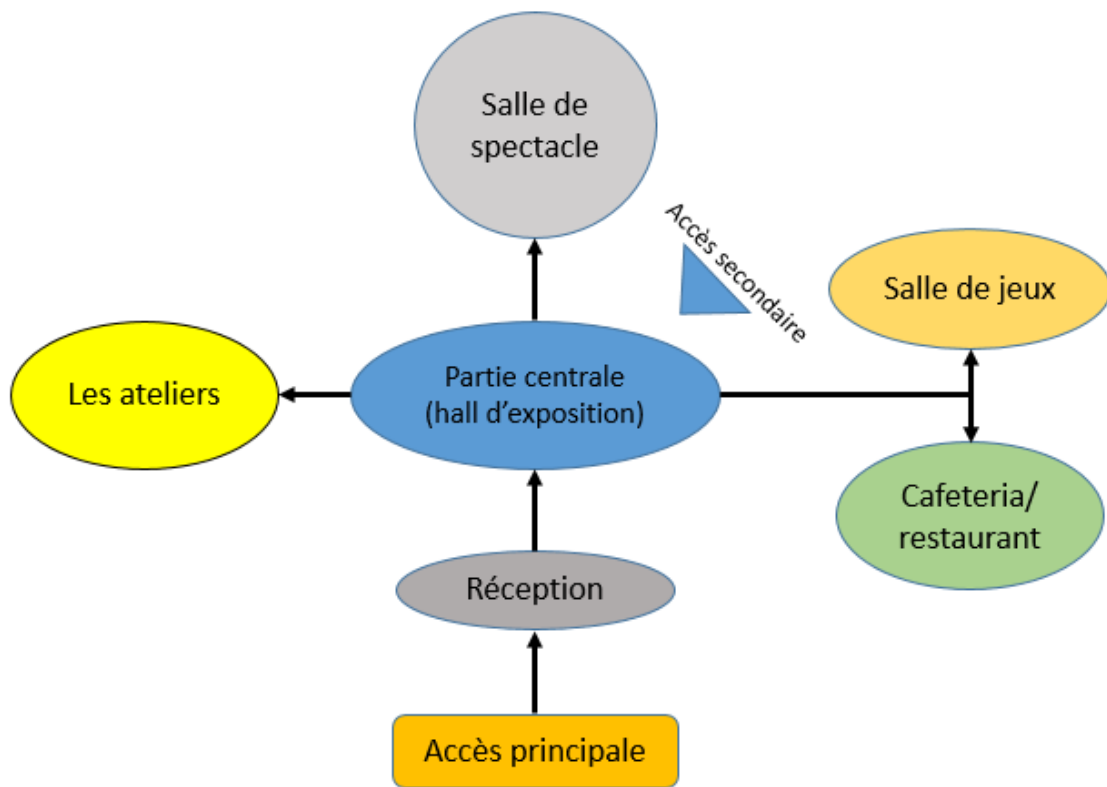 Salle de
spectacle
Accès secondaire
Salle de jeux
Les ateliers
Partie centrale
(hall d’exposition)
Cafeteria/
restaurant
Réception
Accès principale